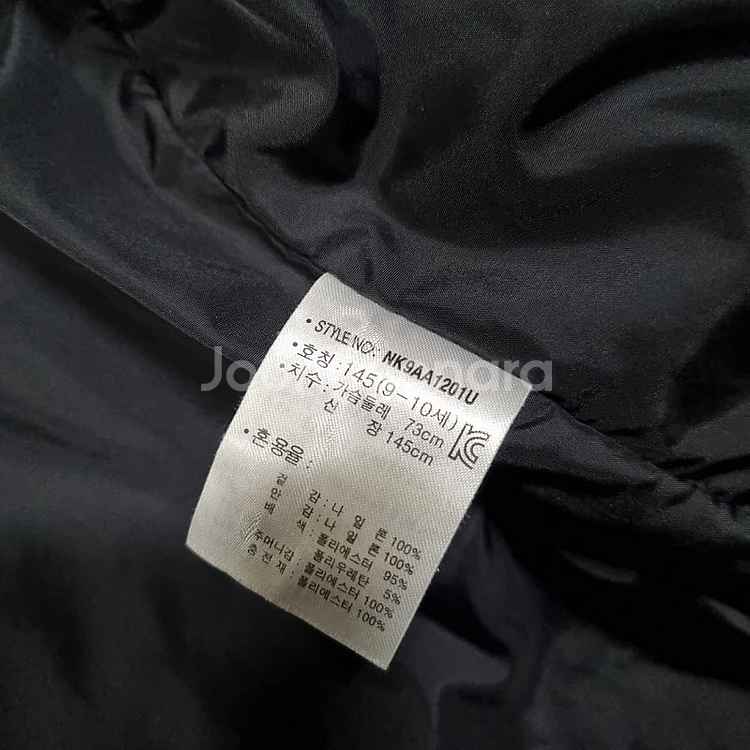 • STYLE NO: NK9AA1201U
• 호칭 : 145(9-10세)
• 치수 : 가슴둘레 73cm
신 장 145cm
• 혼용율 :
겉 감 : 나 일 론 100%
안 감 : 나 일 론 100%
배 색 : 폴리에스터 95%
폴리우레탄 5%
주머니감 : 폴리에스터 100%
충 전 재 : 폴리에스터 100%